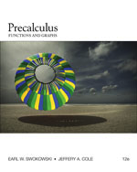 Precalculus
FUNCTIONS AND GRAPHS
EARL W. SWOKOWSKI • JEFFERY A. COLE
12e